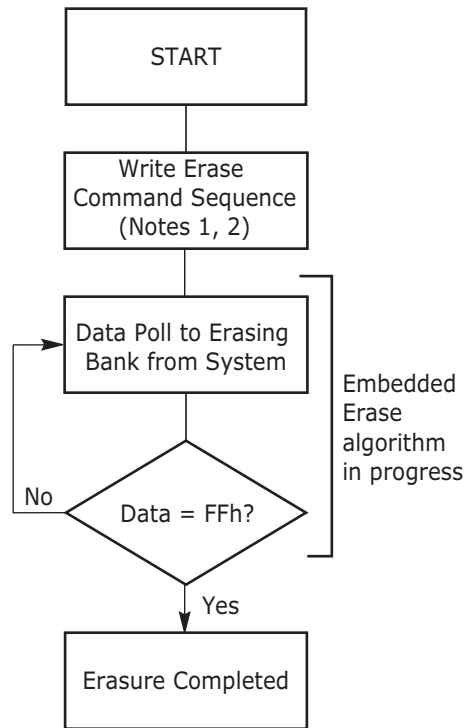 START
Write Erase
Command Sequence
(Notes 1, 2)
Data Poll to Erasing
Bank from System
Embedded
Erase
algorithm
in progress
No
Data = FFh?
Yes
Erasure Completed